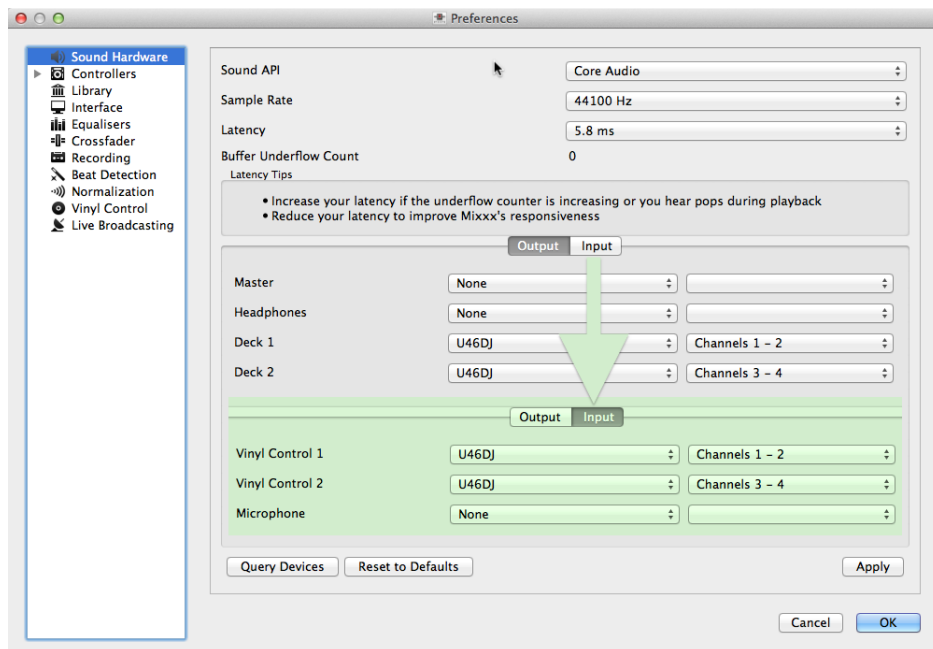 Preferences
Sound Hardware
Controllers
Library
Interface
Equalisers
Crossfader
Recording
Beat Detection
Normalization
Vinyl Control
Live Broadcasting
Sound API Core Audio
Sample Rate 44100 Hz
Latency 5.8 ms
Buffer Underflow Count 0
Latency Tips
• Increase your latency if the underflow counter is increasing or you hear pops during playback
• Reduce your latency to improve Mixxx's responsiveness
Output Input
Master None
Headphones None
Deck 1 U46DJ Channels 1 – 2
Deck 2 U46DJ Channels 3 – 4
Output Input
Vinyl Control 1 U46DJ Channels 1 – 2
Vinyl Control 2 U46DJ Channels 3 – 4
Microphone None
Query Devices Reset to Defaults Apply
Cancel OK